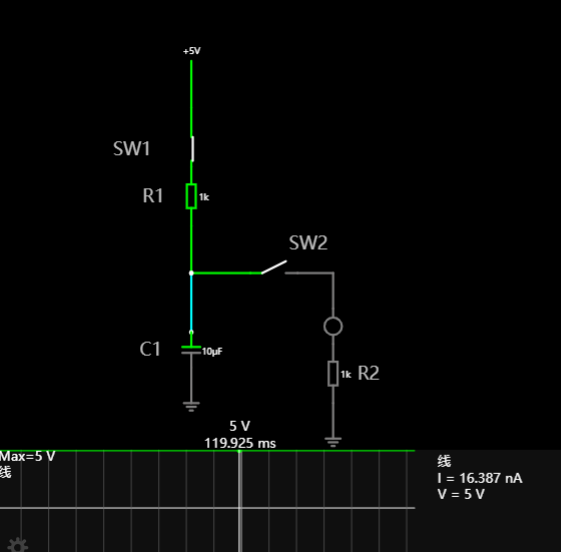 +5V
SW1
R1
1k
SW2
C1
10µF
1k R2
5 V
119.925 ms
Max=5 V
线
线
I = 16.387 nA
V = 5 V